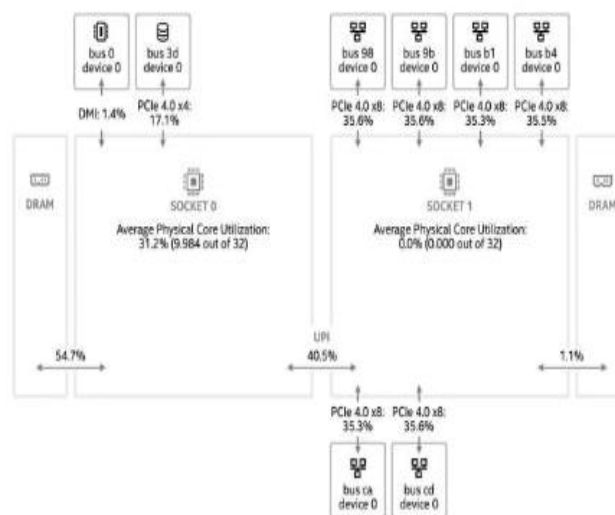 bus 0
device 0
bus 3d
device 0
bus 98
device 0
bus 9b
device 0
bus b1
device 0
bus b4
device 0
DMI: 1.4%
PCIe 4.0 x4:
17.1%
PCIe 4.0 x8:
35.6%
PCIe 4.0 x8:
35.6%
PCIe 4.0 x8:
35.3%
PCIe 4.0 x8:
35.5%
DRAM
SOCKET 0
Average Physical Core Utilization:
31.2% (9.984 out of 32)
SOCKET 1
Average Physical Core Utilization:
0.0% (0.000 out of 32)
DRAM
54.7%
UPI
40.5%
1.1%
PCIe 4.0 x8:
35.3%
PCIe 4.0 x8:
35.6%
bus ca
device 0
bus cd
device 0